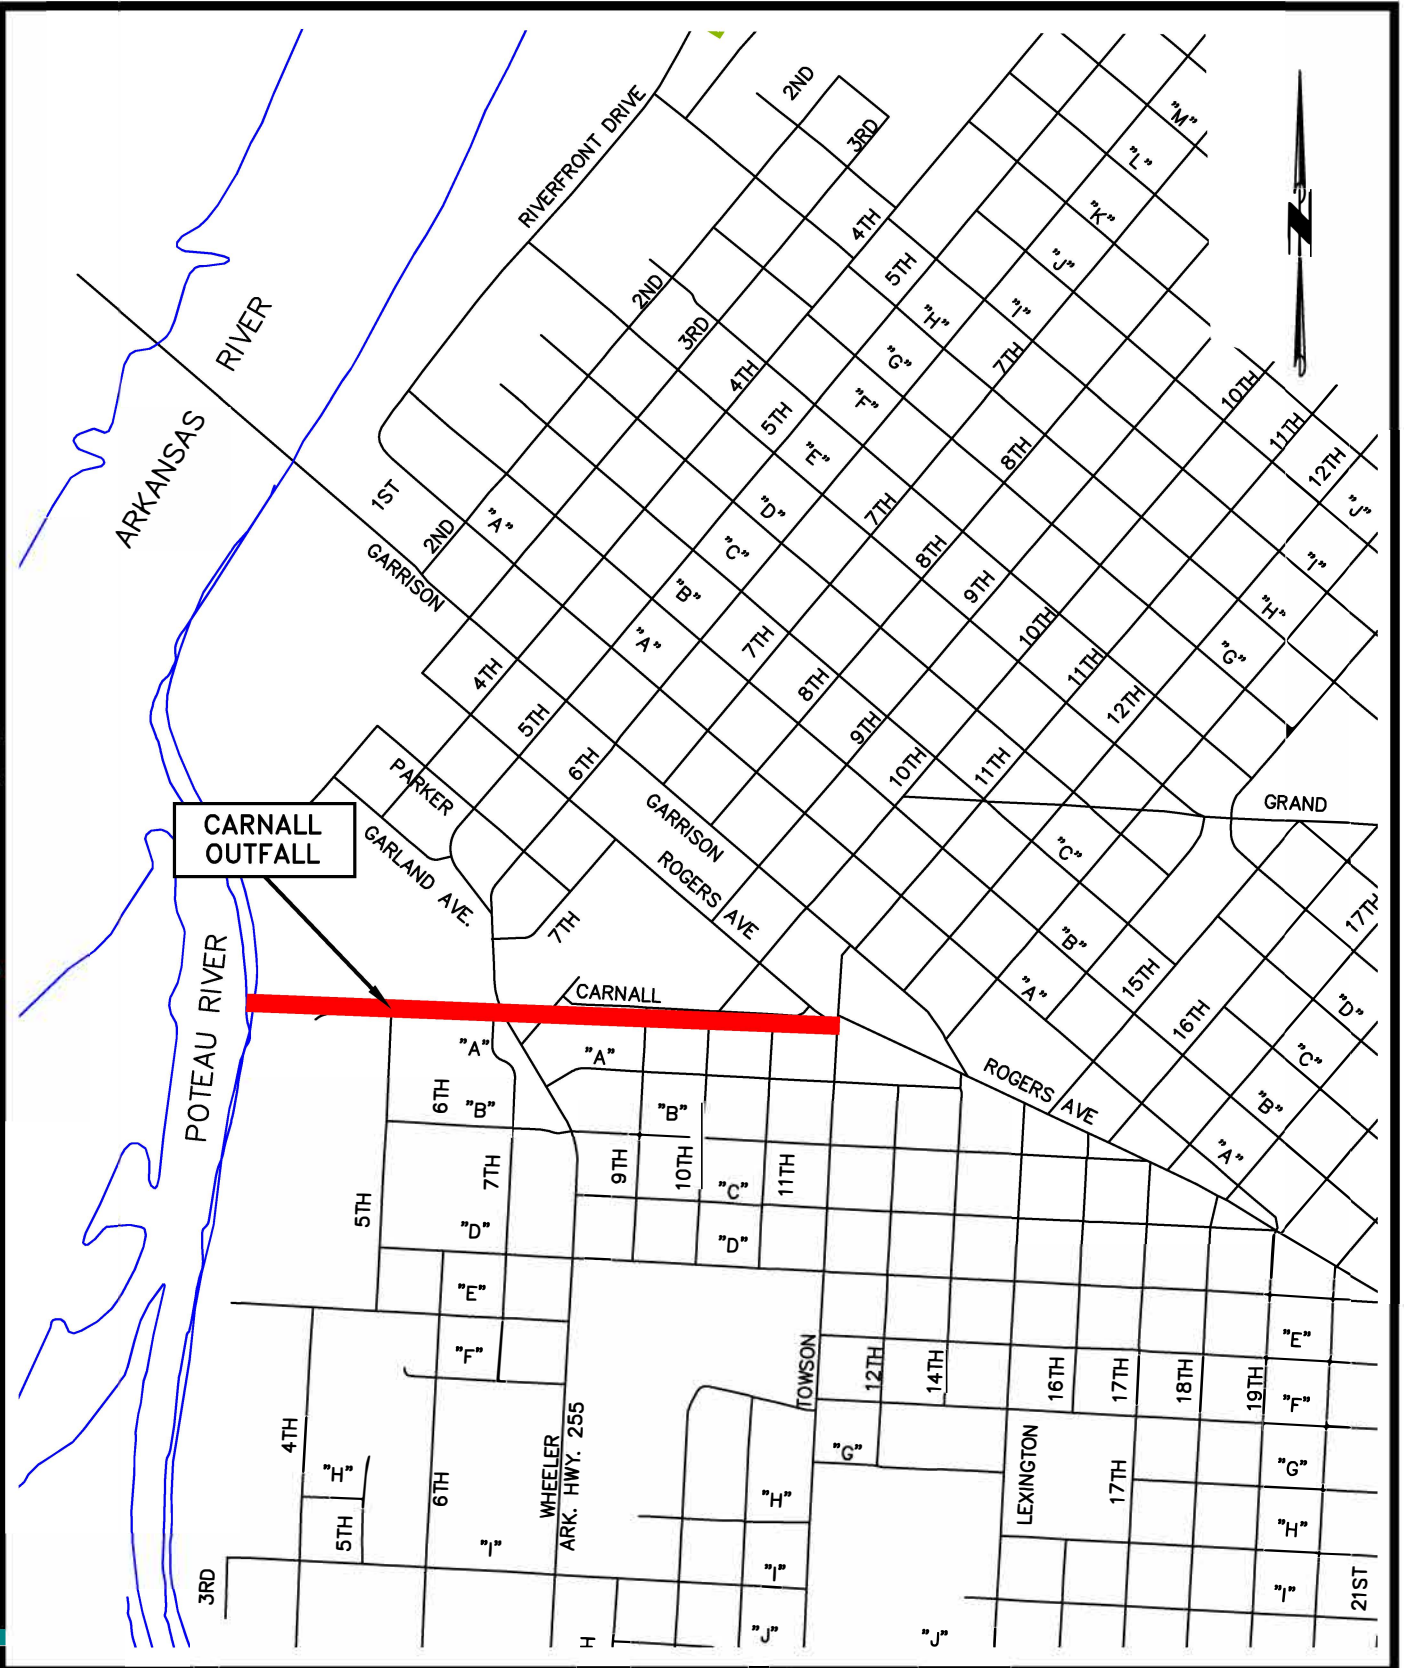 2ND
3RD
"M"
"L"
"K"
"J"
RIVERFRONT DRIVE
4TH
5TH
"H"
"I"
7TH
"G"
"F"
2ND
3RD
4TH
5TH
"E"
8TH
10TH
11TH
12TH
"J"
"I"
"H"
"G"
ARKANSAS RIVER
1ST
2ND
"A"
GARRISON
"D"
"C"
"B"
"A"
7TH
8TH
9TH
10TH
11TH
12TH
4TH
5TH
6TH
7TH
8TH
9TH
10TH
11TH
PARKER
GARLAND AVE.
7TH
GARRISON
ROGERS AVE
GRAND
"C"
"B"
"A"
15TH
16TH
17TH
"D"
"C"
"B"
"A"
CARNALL
OUTFALL
POTEAU RIVER
CARNALL
ROGERS AVE
"A"
"A"
6TH
"B"
"B"
7TH
9TH
10TH
11TH
"C"
5TH
"D"
"D"
"E"
"F"
TOWSON
12TH
14TH
16TH
17TH
18TH
19TH
"E"
"F"
4TH
"H"
5TH
6TH
WHEELER
ARK. HWY. 255
"G"
LEXINGTON
17TH
"G"
"H"
"H"
"I"
"I"
"I"
3RD
21ST
"J"
"J"
H